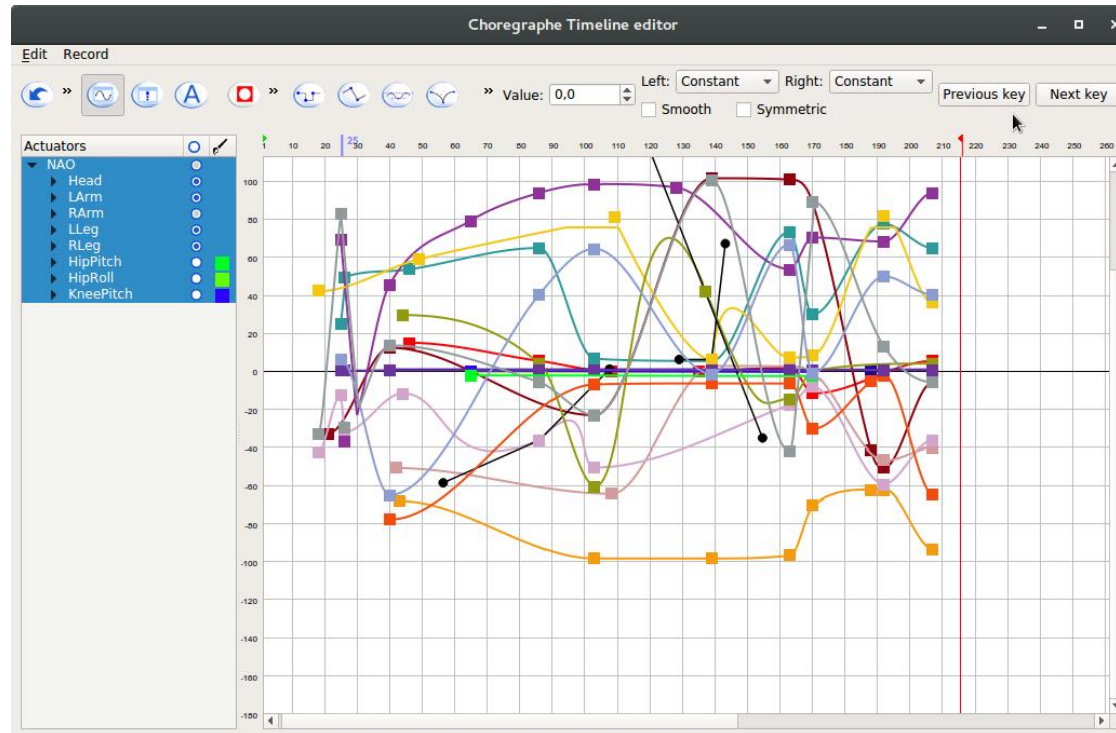 Choregraphe Timeline editor
Edit Record
Left: Constant Right: Constant
» » » Value: 0,0 Previous key Next key
Smooth Symmetric
Actuators
1 10 20 25 30 40 50 60 70 80 90 100 110 120 130 140 150 160 170 180 190 200 210 220 230 240 250 260
NAO
Head
LArm
RArm
LLeg
RLeg
HipPitch
HipRoll
KneePitch
100
80
60
40
20
0
-20
-40
-60
-80
-100
-120
-140
-160
-180